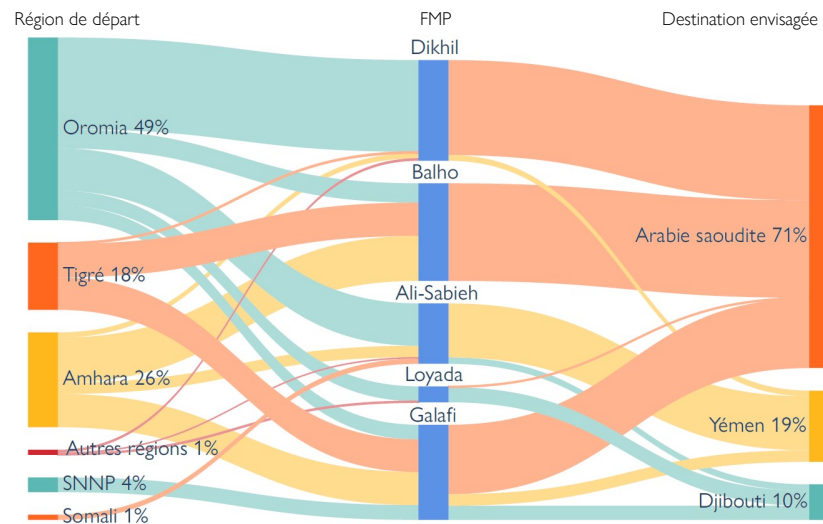 Région de départ
FMP
Destination envisagée
Dikhil
Oromia 49%
Balho
Arabie saoudite 71%
Tigré 18%
Ali-Sabieh
Amhara 26%
Loyada
Galafi
Yémen 19%
Autres régions 1%
SNNP 4%
Djibouti 10%
Somali 1%